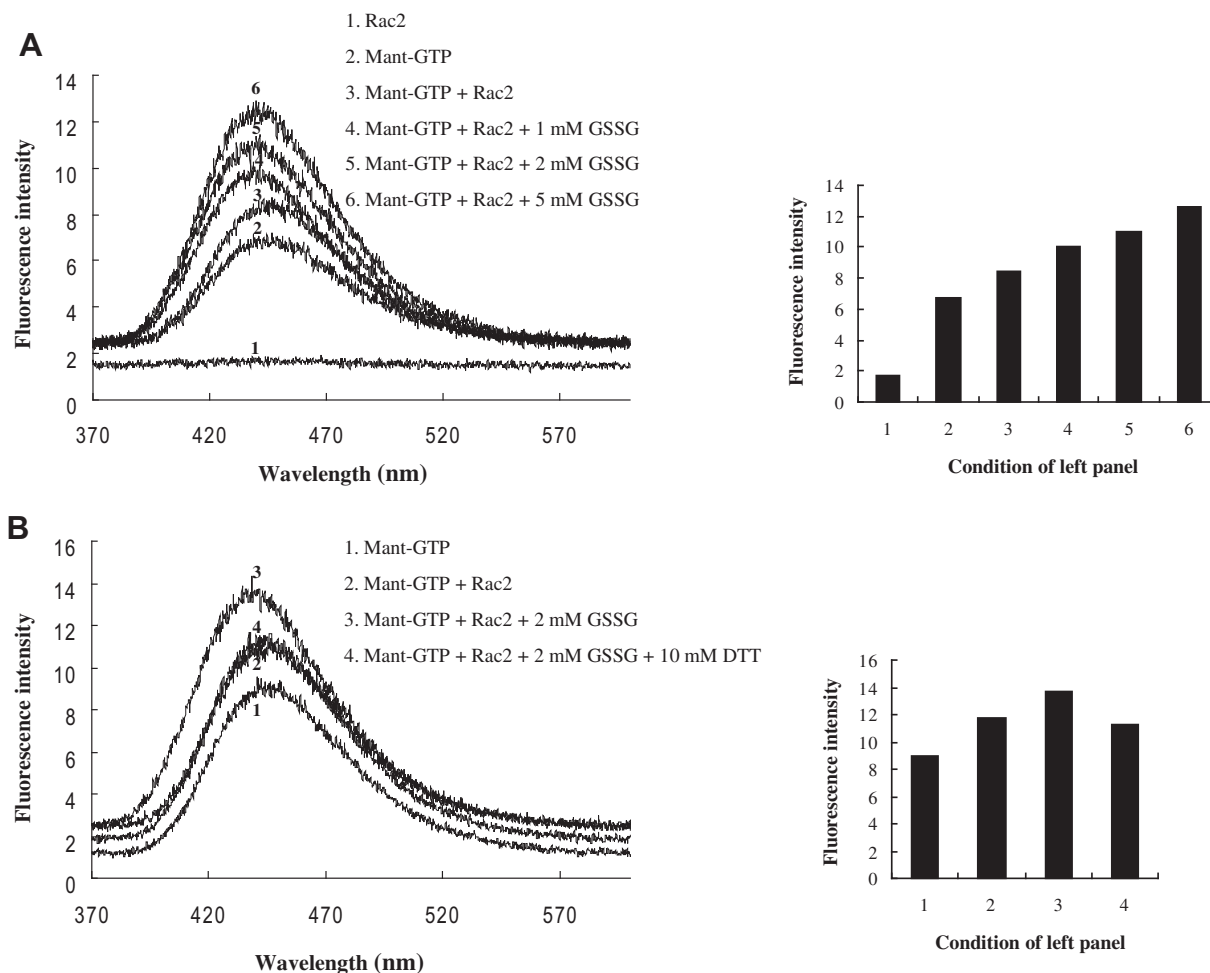 A
1. Rac2
2. Mant-GTP
3. Mant-GTP + Rac2
4. Mant-GTP + Rac2 + 1 mM GSSG
5. Mant-GTP + Rac2 + 2 mM GSSG
6. Mant-GTP + Rac2 + 5 mM GSSG
Fluorescence intensity
14
12
10
8
6
4
2
0
6
5
4
3
2
1
370 420 470 520 570
Wavelength (nm)
Fluorescence intensity
14
12
10
8
6
4
2
0
1 2 3 4 5 6
Condition of left panel
B
1. Mant-GTP
2. Mant-GTP + Rac2
3. Mant-GTP + Rac2 + 2 mM GSSG
4. Mant-GTP + Rac2 + 2 mM GSSG + 10 mM DTT
Fluorescence intensity
16
14
12
10
8
6
4
2
0
3
4
2
1
370 420 470 520 570
Wavelength (nm)
Fluorescence intensity
16
14
12
10
8
6
4
2
0
1 2 3 4
Condition of left panel